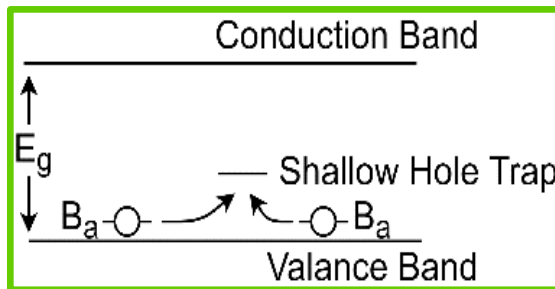 Conduction Band
Eg
Shallow Hole Trap
Ba Ba
Valance Band